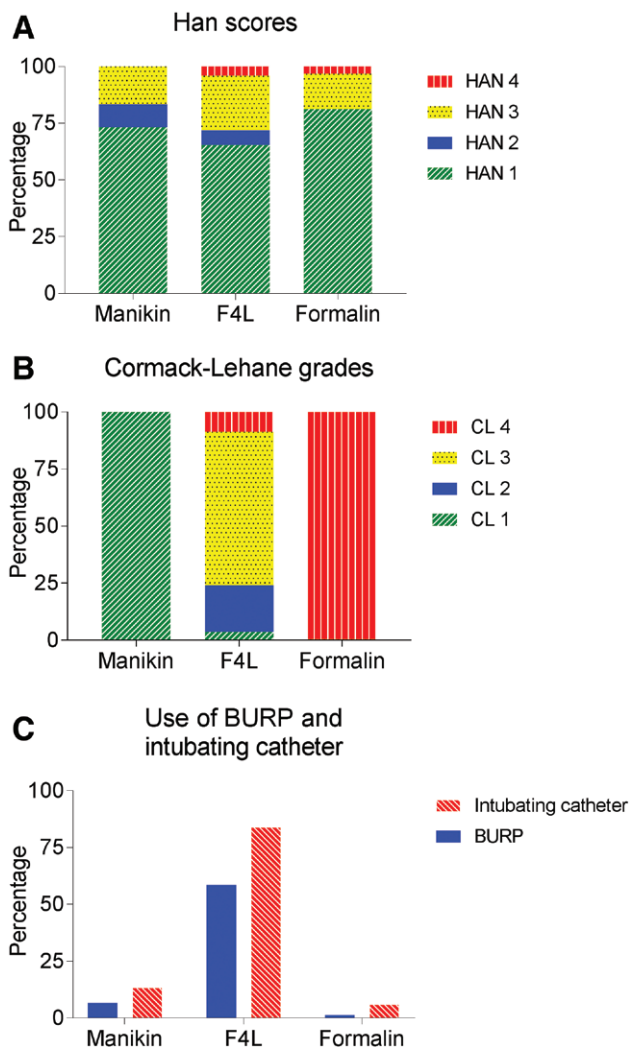 A
Han scores
Percentage
100
75
50
25
0
Manikin F4L Formalin
HAN 4
HAN 3
HAN 2
HAN 1
B
Cormack-Lehane grades
Percentage
100
75
50
25
0
Manikin F4L Formalin
CL 4
CL 3
CL 2
CL 1
C
Use of BURP and
intubating catheter
Percentage
100
75
50
25
0
Manikin F4L Formalin
Intubating catheter
BURP